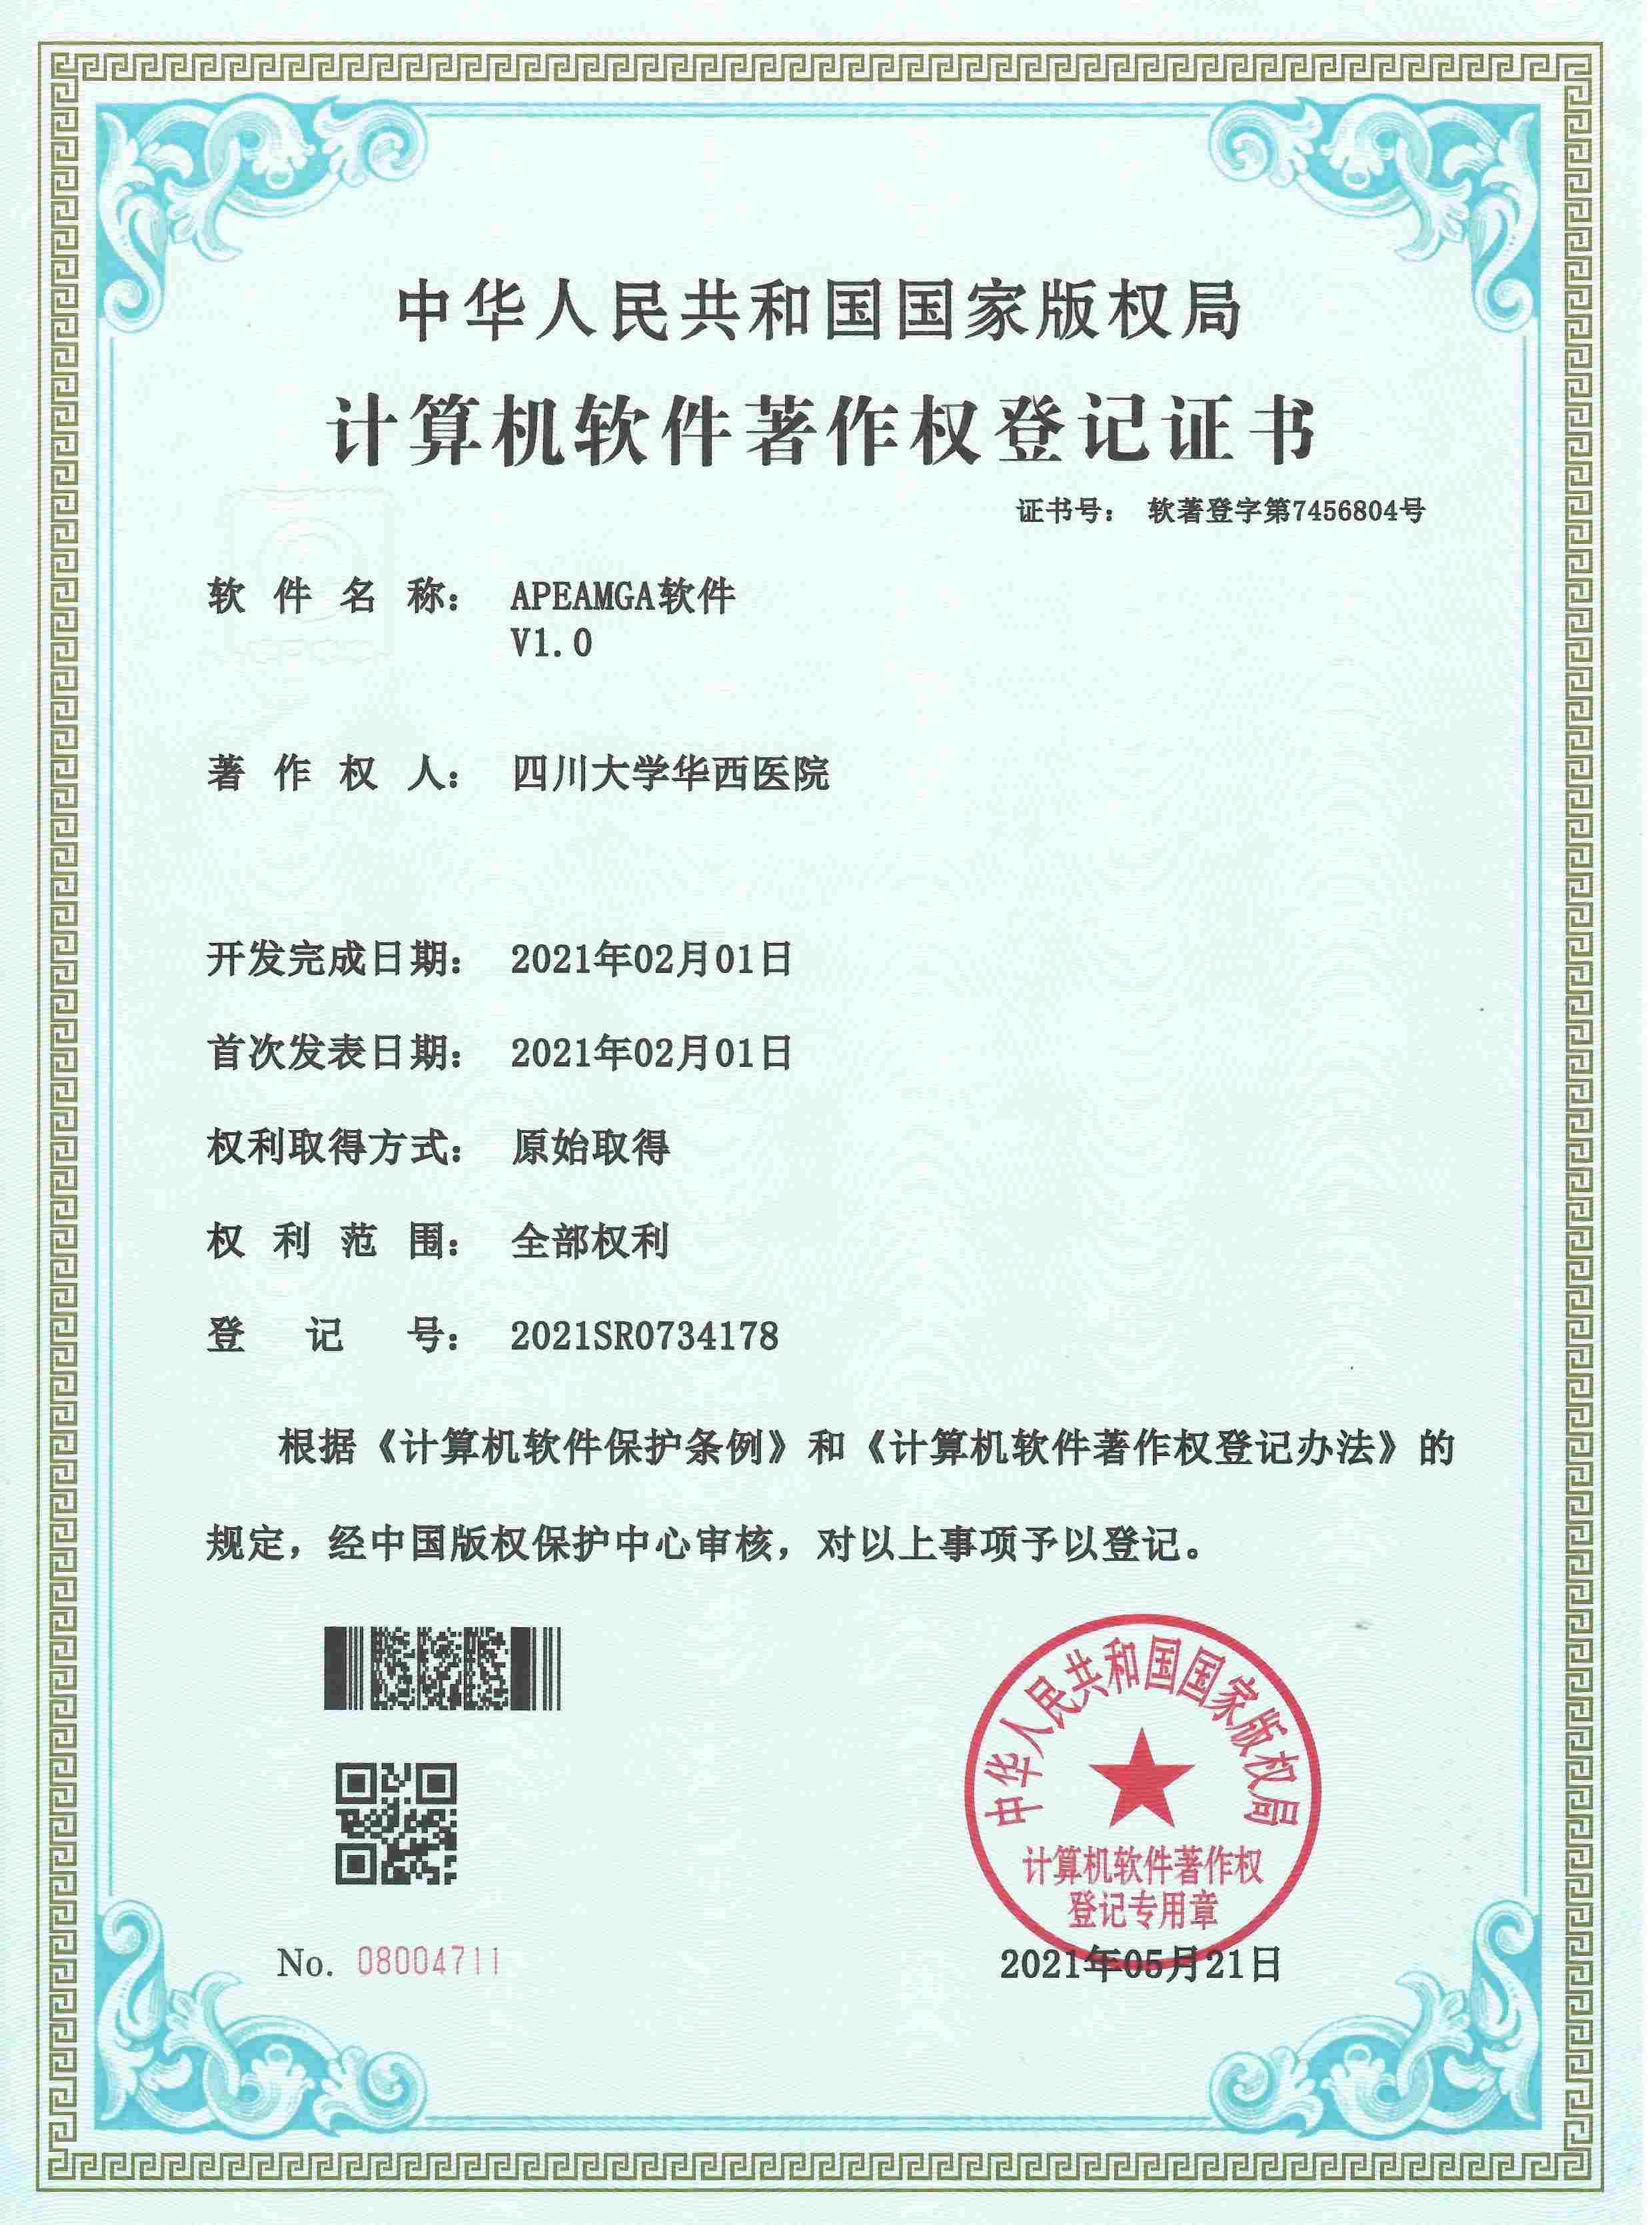 中华人民共和国国家版权局
计算机软件著作权登记证书
证书号： 软著登字第7456804号
软件名称： APEAMGA软件
V1.0
著作权人： 四川大学华西医院
开发完成日期： 2021年02月01日
首次发表日期： 2021年02月01日
权利取得方式： 原始取得
权利范围： 全部权利
登记号： 2021SR0734178
根据《计算机软件保护条例》和《计算机软件著作权登记办法》的
规定，经中国版权保护中心审核，对以上事项予以登记。
中华人民共和国国家版权局
计算机软件著作权
登记专用章
No. 08004711
2021年05月21日